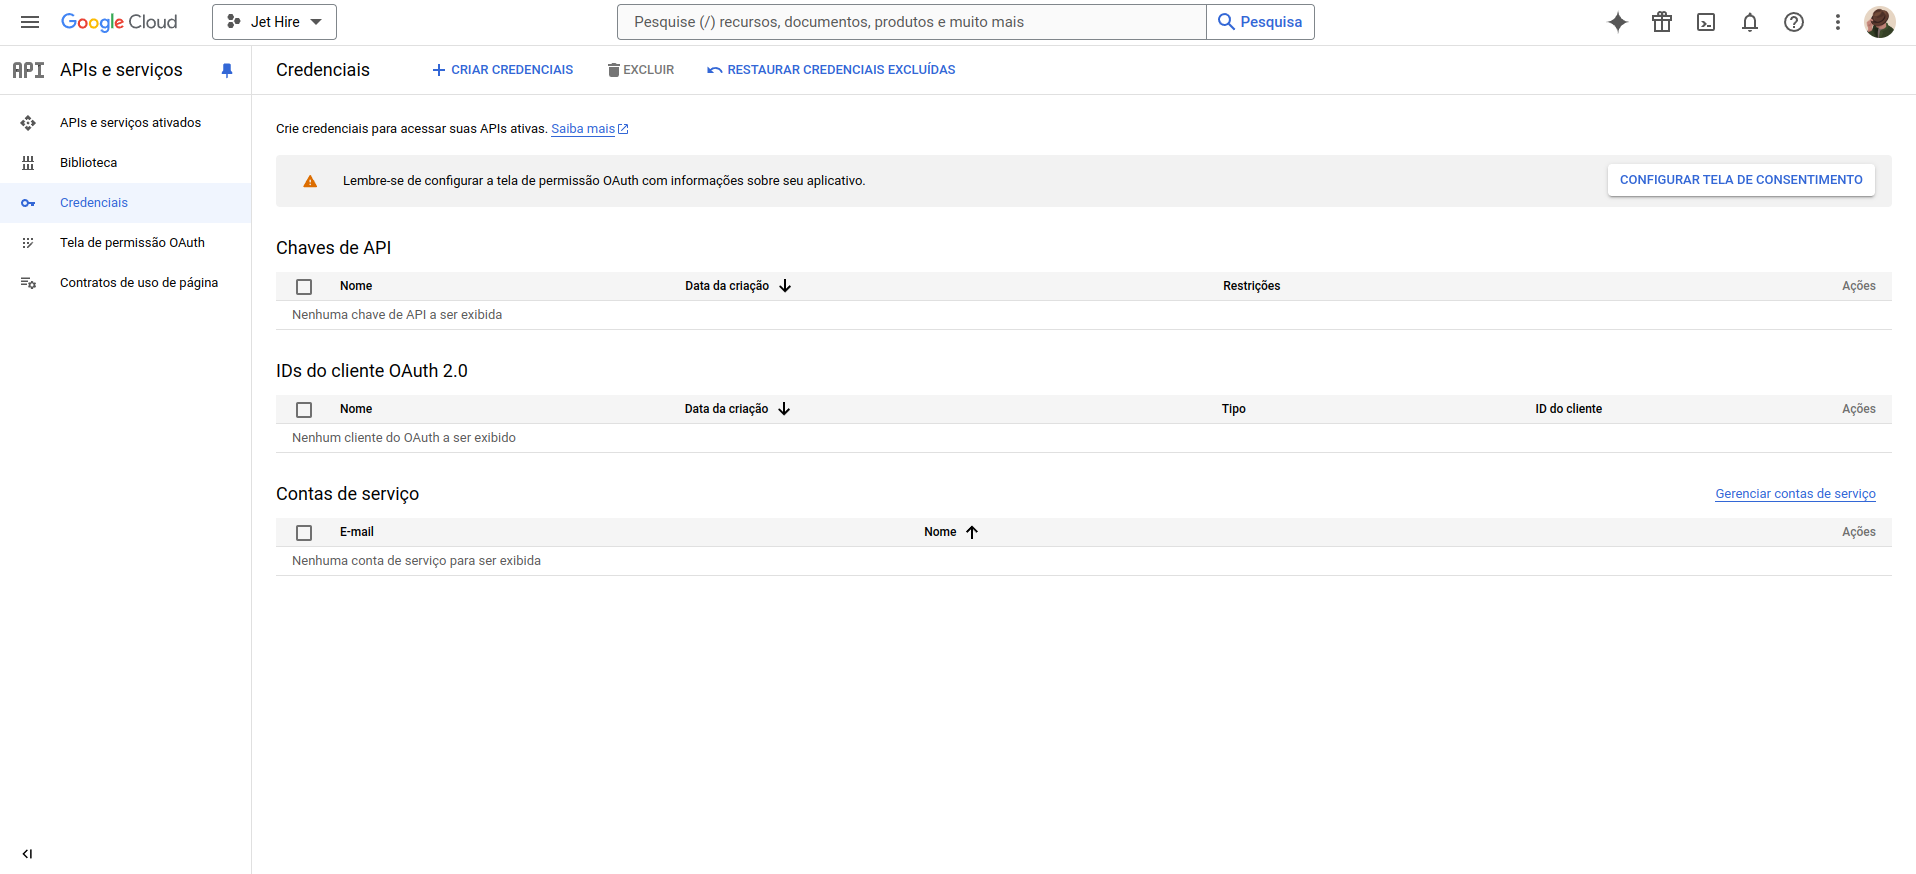 Google Cloud
Jet Hire
Pesquise (/) recursos, documentos, produtos e muito mais
Pesquisa
API
APIs e serviços
Credenciais
CRIAR CREDENCIAIS
EXCLUIR
RESTAURAR CREDENCIAIS EXCLUÍDAS
APIs e serviços ativados
Biblioteca
Credenciais
Tela de permissão OAuth
Contratos de uso de página
Crie credenciais para acessar suas APIs ativas. Saiba mais
Lembre-se de configurar a tela de permissão OAuth com informações sobre seu aplicativo.
CONFIGURAR TELA DE CONSENTIMENTO
Chaves de API
Nome Data da criação Restrições Ações
Nenhuma chave de API a ser exibida
IDs do cliente OAuth 2.0
Nome Data da criação Tipo ID do cliente Ações
Nenhum cliente do OAuth a ser exibido
Contas de serviço
Gerenciar contas de serviço
E-mail Nome Ações
Nenhuma conta de serviço para ser exibida